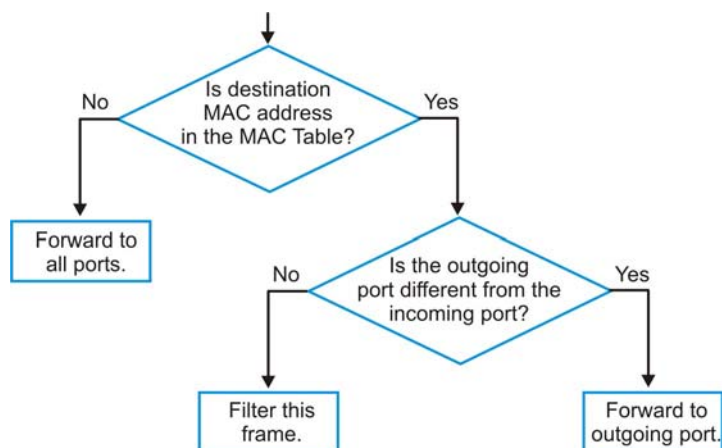 Is destination
MAC address
in the MAC Table?
No
Yes
Forward to
all ports.
Is the outgoing
port different from the
incoming port?
No
Yes
Filter this
frame.
Forward to
outgoing port.